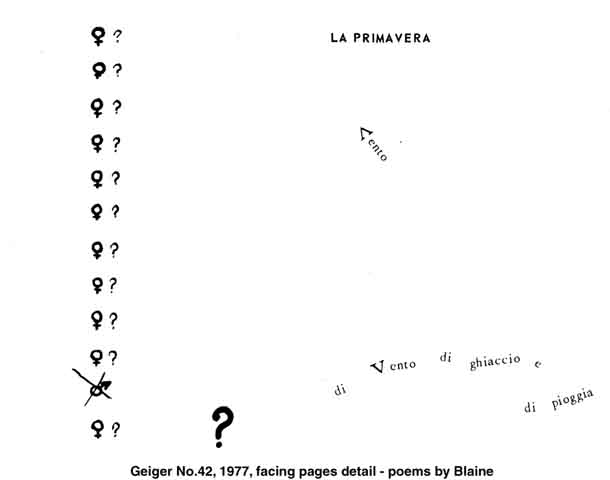 ♀ ?
♀ ?
♀ ?
♀ ?
♀ ?
♀ ?
♀ ?
♀ ?
♀ ?
♀ ?
♂
♀ ?
?
LA PRIMAVERA
Vento
di Vento di ghiaccio e
di pioggia
Geiger No.42, 1977, facing pages detail - poems by Blaine